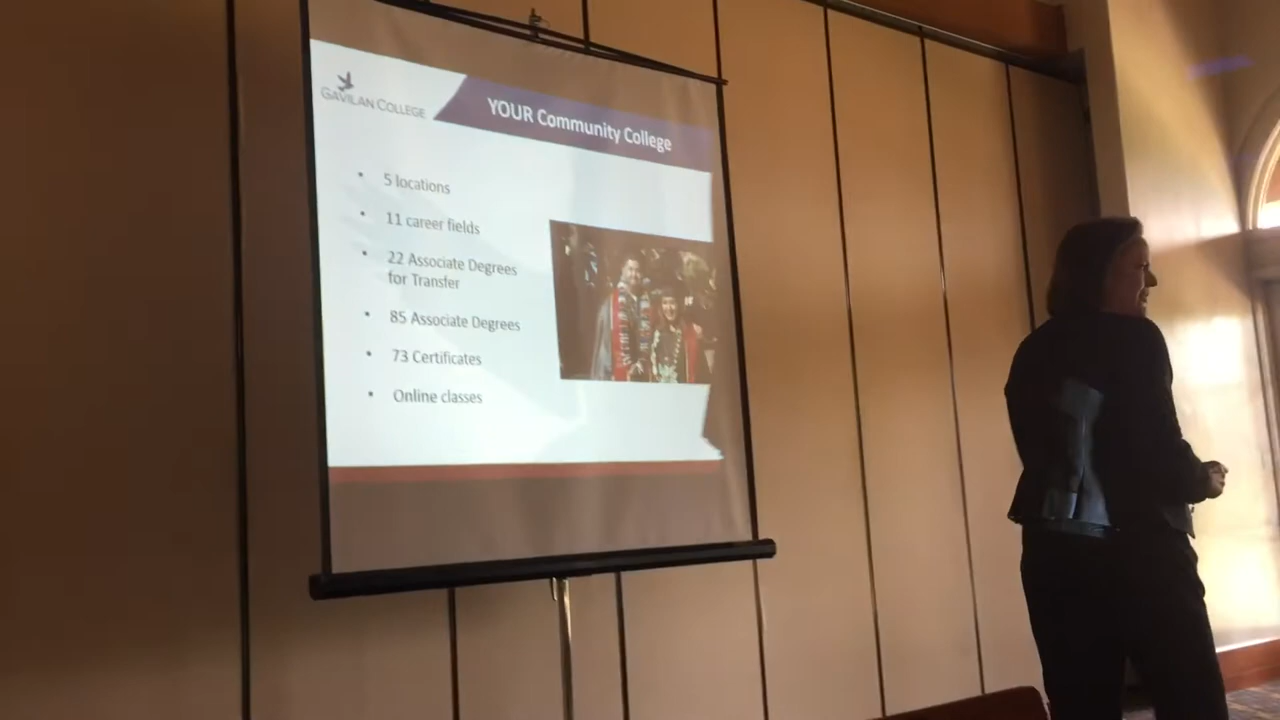 GAVILAN COLLEGE
YOUR Community College
• 5 locations
• 11 career fields
• 22 Associate Degrees
for Transfer
• 85 Associate Degrees
• 73 Certificates
• Online classes